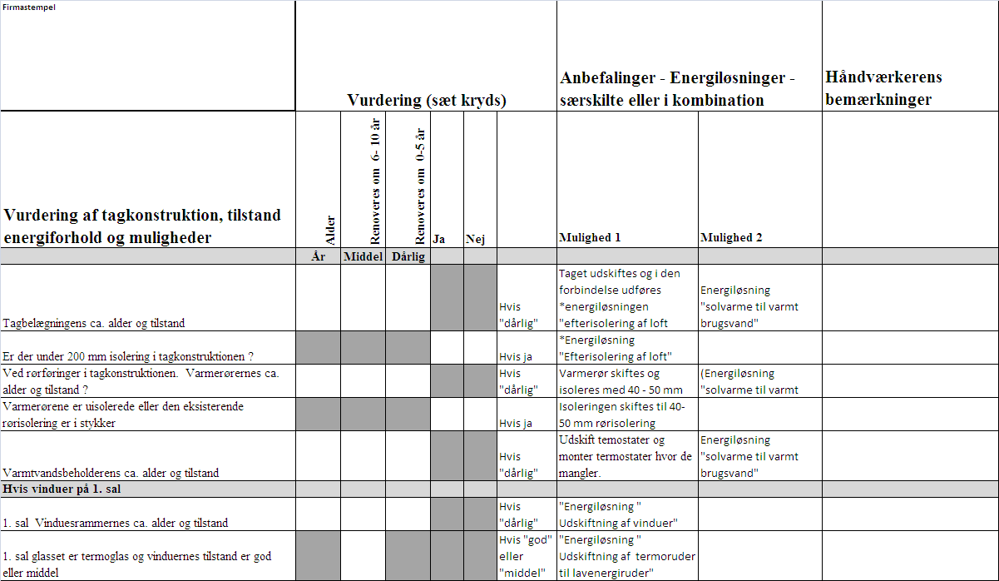 Firmastempel
Vurdering (sæt kryds)
Anbefalinger - Energiløsninger -
særskilte eller i kombination
Håndværkerens
bemærkninger
Vurdering af tagkonstruktion, tilstand
energiforhold og muligheder
Alder
Renoveres om 6- 10 år
Renoveres om 0-5 år
Ja
Nej
Mulighed 1
Mulighed 2
År
Middel
Dårlig
Tagbelægningens ca. alder og tilstand
Hvis
"dårlig"
Taget udskiftes og i den
forbindelse udføres
*energiløsningen
"efterisolering af loft
Energiløsning
"solvarme til varmt
brugsvand"
Er der under 200 mm isolering i tagkonstruktionen ?
Hvis ja
*Energiløsning
"Efterisolering af loft"
Ved rørføringer i tagkonstruktionen. Varmerørernes ca.
alder og tilstand ?
Hvis
"dårlig"
Varmerør skiftes og
isoleres med 40 - 50 mm
(Energiløsning
"solvarme til varmt
Varmerørene er uisolerede eller den eksisterende
rørisolering er i stykker
Hvis ja
Isoleringen skiftes til 40-
50 mm rørisolering
Varmtvandsbeholderens ca. alder og tilstand
Hvis
"dårlig"
Udskift temostater og
monter termostater hvor de
mangler.
Energiløsning
"solvarme til varmt
brugsvand"
Hvis vinduer på 1. sal
1. sal Vinduesrammernes ca. alder og tilstand
Hvis
"dårlig"
"Energiløsning "
Udskiftning af vinduer"
1. sal glasset er termoglas og vinduernes tilstand er god
eller middel
Hvis "god"
eller
"middel"
"Energiløsning "
Udskiftning af termoruder
til lavenergiruder"